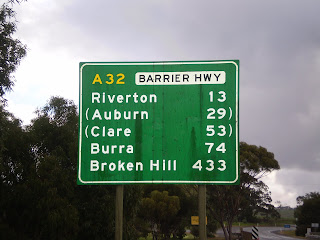 A32 BARRIER HWY
Riverton 13
(Auburn 29)
(Clare 53)
Burra 74
Broken Hill 433